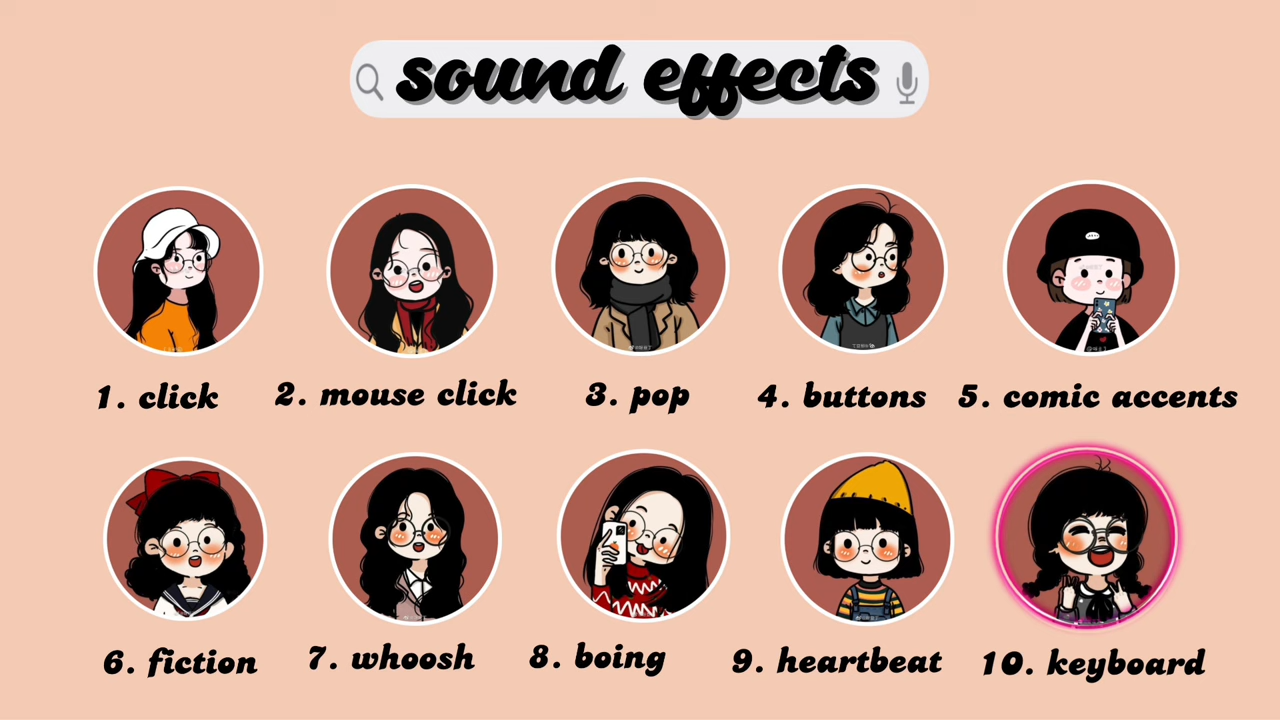 sound effects
1. click
2. mouse click
3. pop
4. buttons
5. comic accents
6. fiction
7. whoosh
8. boing
9. heartbeat
10. keyboard